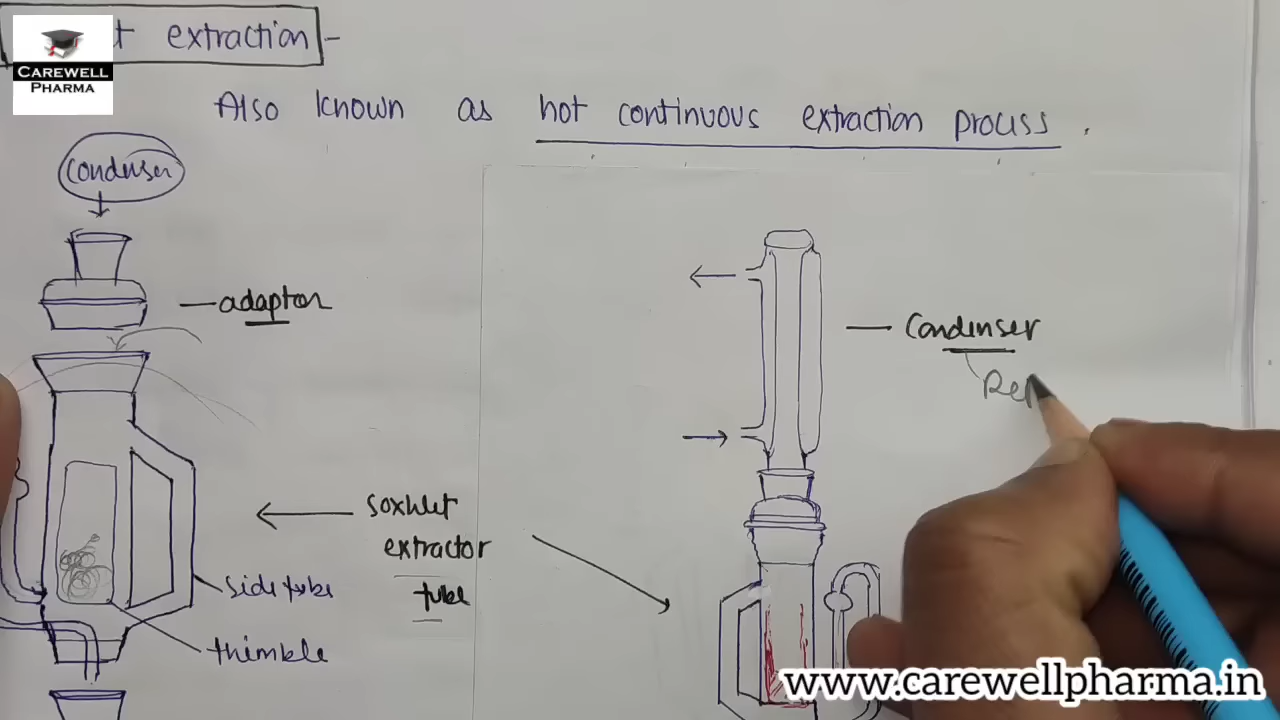 t extraction -
CAREWELL
PHARMA
Also known as hot continuous extraction process.
Condenser
adaptor
Condenser
Ref
soxhlet
extractor
tube
side tube
thimble
www.carewellpharma.in